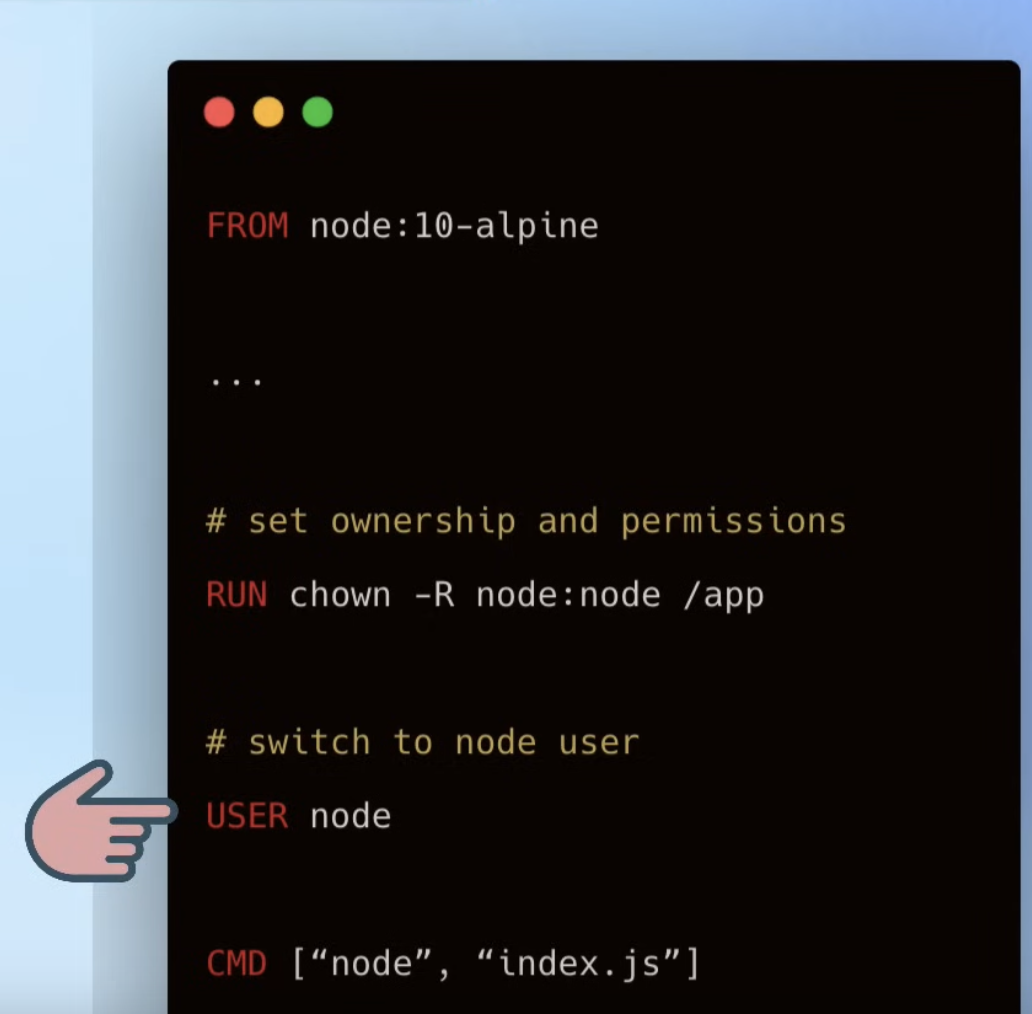 FROM node:10-alpine
...
# set ownership and permissions
RUN chown -R node:node /app
# switch to node user
USER node
CMD [“node”, “index.js”]